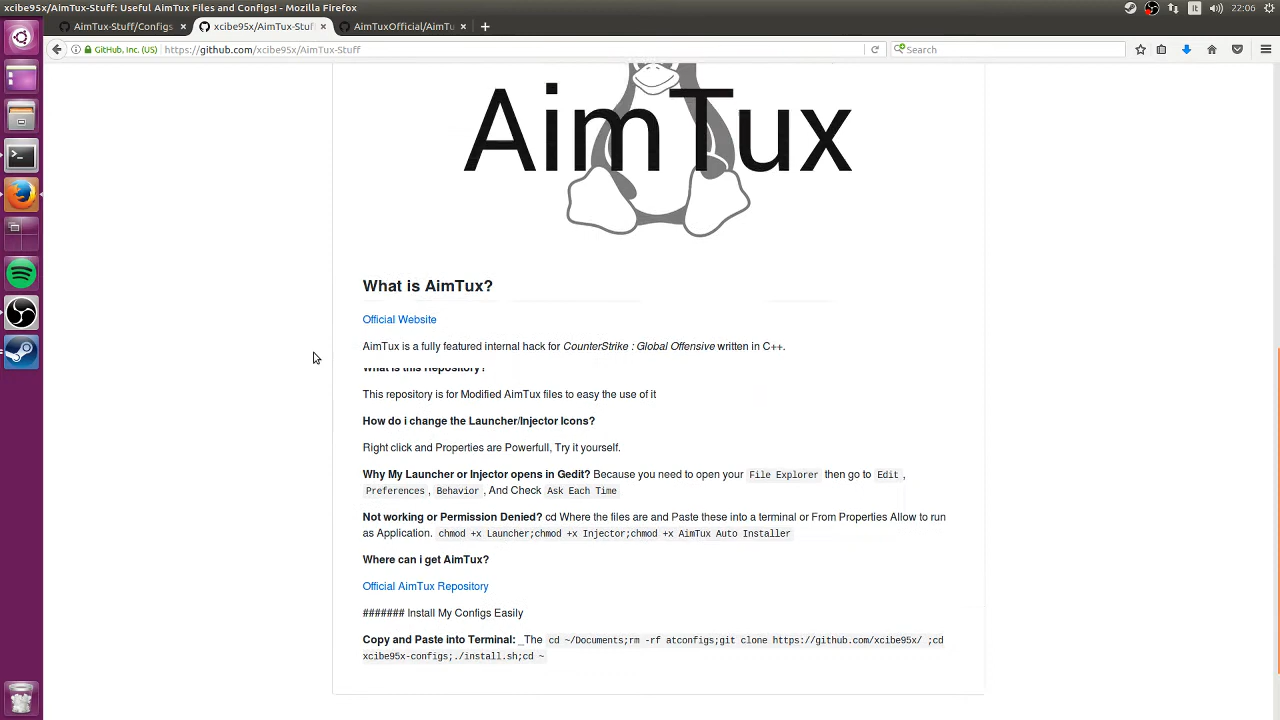 xcibe95x/AimTux-Stuff: Useful AimTux Files and Configs! - Mozilla Firefox
It
22:06
AimTux-Stuff/Configs
xcibe95x/AimTux-Stuff
AimTuxOfficial/AimTu
GitHub, Inc. (US)
https://github.com/xcibe95x/AimTux-Stuff
Search
AimTux
What is AimTux?
Official Website
AimTux is a fully featured internal hack for CounterStrike : Global Offensive written in C++.
What is this Repository?
This repository is for Modified AimTux files to easy the use of it
How do i change the Launcher/Injector Icons?
Right click and Properties are Powerfull, Try it yourself.
Why My Launcher or Injector opens in Gedit? Because you need to open your File Explorer then go to Edit ,
Preferences , Behavior , And Check Ask Each Time
Not working or Permission Denied? cd Where the files are and Paste these into a terminal or From Properties Allow to run
as Application. chmod +x Launcher;chmod +x Injector;chmod +x AimTux Auto Installer
Where can i get AimTux?
Official AimTux Repository
####### Install My Configs Easily
Copy and Paste into Terminal: _The cd ~/Documents;rm -rf atconfigs;git clone https://github.com/xcibe95x/ ;cd
xcibe95x-configs;./install.sh;cd ~